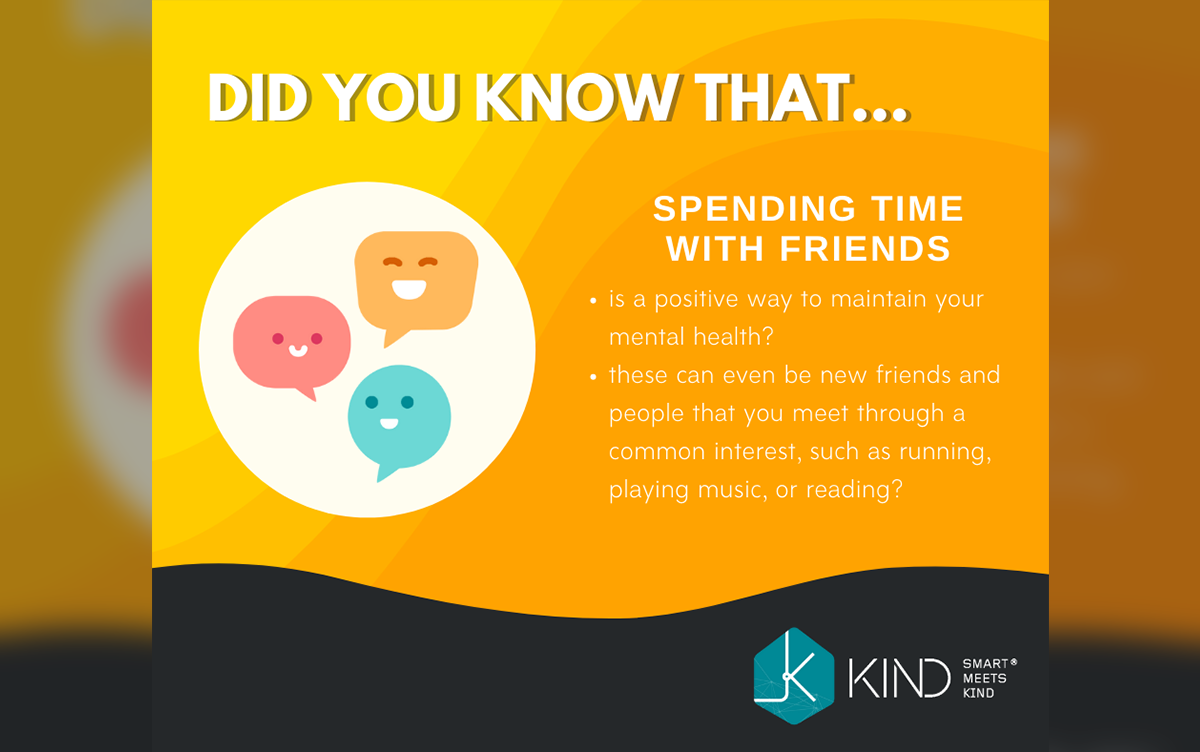 DID YOU KNOW THAT...
SPENDING TIME
WITH FRIENDS
• is a positive way to maintain your
mental health?
• these can even be new friends and
people that you meet through a
common interest, such as running,
playing music, or reading?
KIND
SMART®
MEETS
KIND